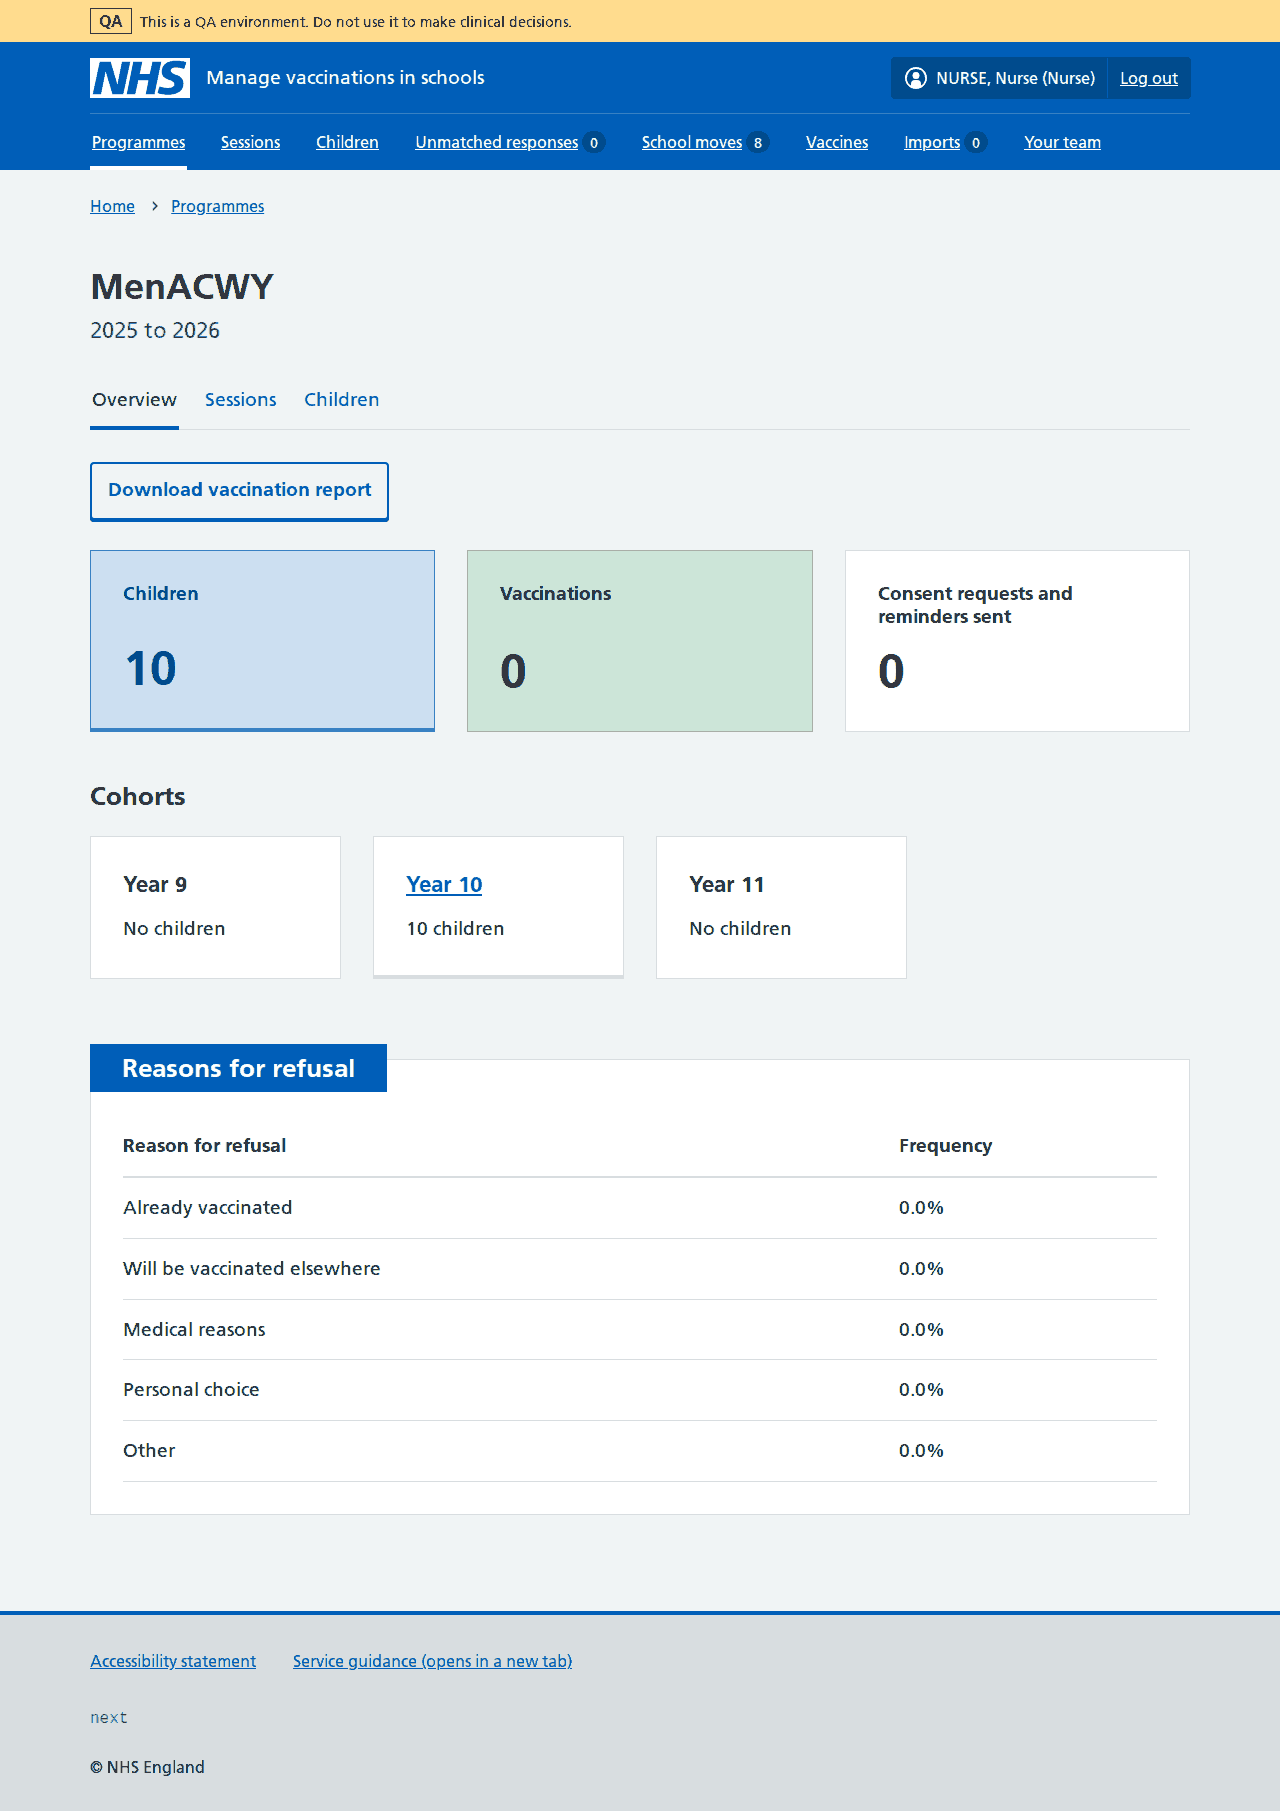 QA This is a QA environment. Do not use it to make clinical decisions.
NHS Manage vaccinations in schools NURSE, Nurse (Nurse) Log out
Programmes Sessions Children Unmatched responses 0 School moves 8 Vaccines Imports 0 Your team
Home Programmes
MenACWY
2025 to 2026
Overview Sessions Children
Download vaccination report
Children
10
Vaccinations
0
Consent requests and
reminders sent
0
Cohorts
Year 9
No children
Year 10
10 children
Year 11
No children
Reasons for refusal
Reason for refusal Frequency
Already vaccinated 0.0%
Will be vaccinated elsewhere 0.0%
Medical reasons 0.0%
Personal choice 0.0%
Other 0.0%
Accessibility statement Service guidance (opens in a new tab)
next
© NHS England